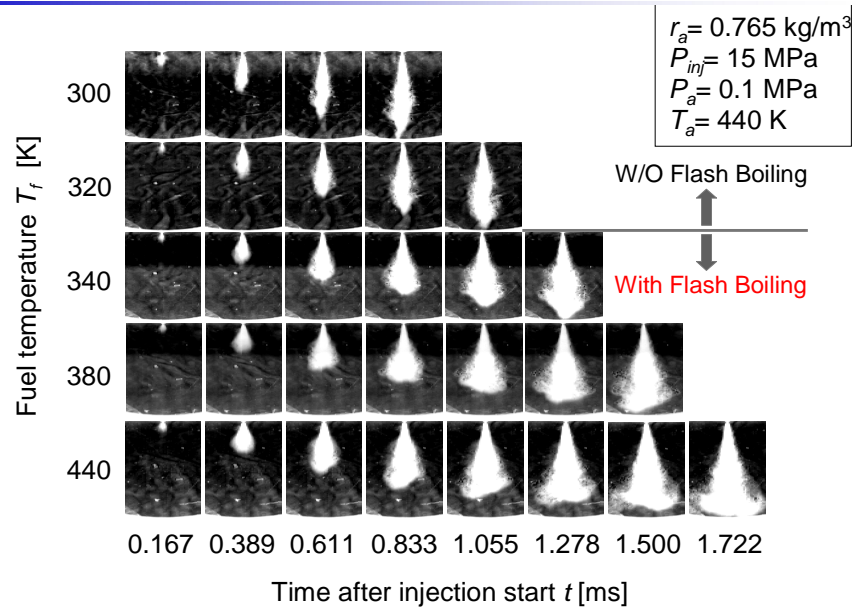 rₐ= 0.765 kg/m³
P_inj= 15 MPa
Pₐ= 0.1 MPa
Tₐ= 440 K
300
320
W/O Flash Boiling
340
With Flash Boiling
380
440
Fuel temperature T_f [K]
0.167 0.389 0.611 0.833 1.055 1.278 1.500 1.722
Time after injection start t [ms]